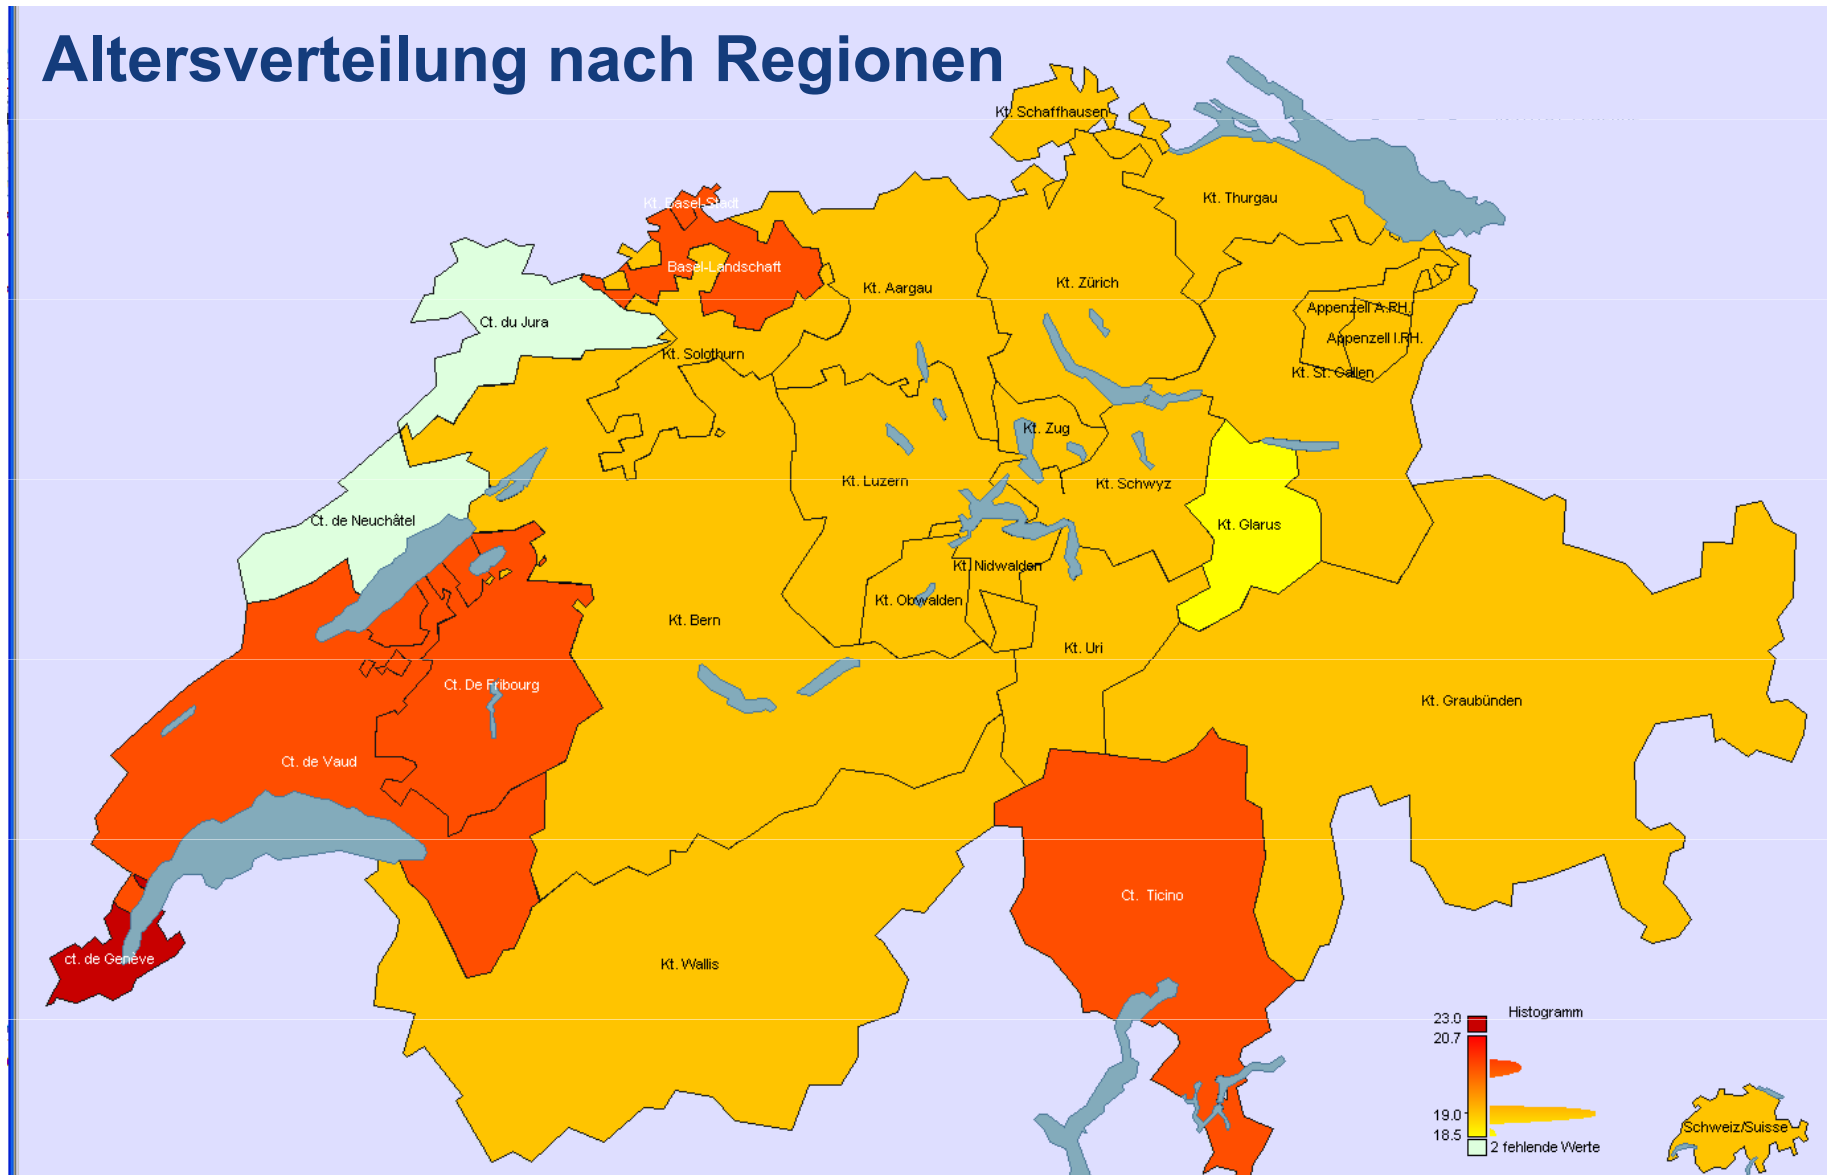 Altersverteilung nach Regionen
Kt. Schaffhausen
Kt. Basel-Stadt
Kt. Thurgau
Basel-Landschaft
Kt. Aargau
Kt. Zürich
Appenzell A.RH.
Ct. du Jura
Appenzell I.RH.
Kt. Solothurn
Kt. St. Gallen
Kt. Zug
Kt. Luzern
Kt. Schwyz
Ct. de Neuchâtel
Kt. Glarus
Kt. Nidwalden
Kt. Obwalden
Kt. Bern
Kt. Uri
Ct. De Fribourg
Kt. Graubünden
Ct. de Vaud
Ct. Ticino
ct. de Genève
Kt. Wallis
Histogramm
23.0
20.7
19.0
18.5
2 fehlende Werte
Schweiz/Suisse